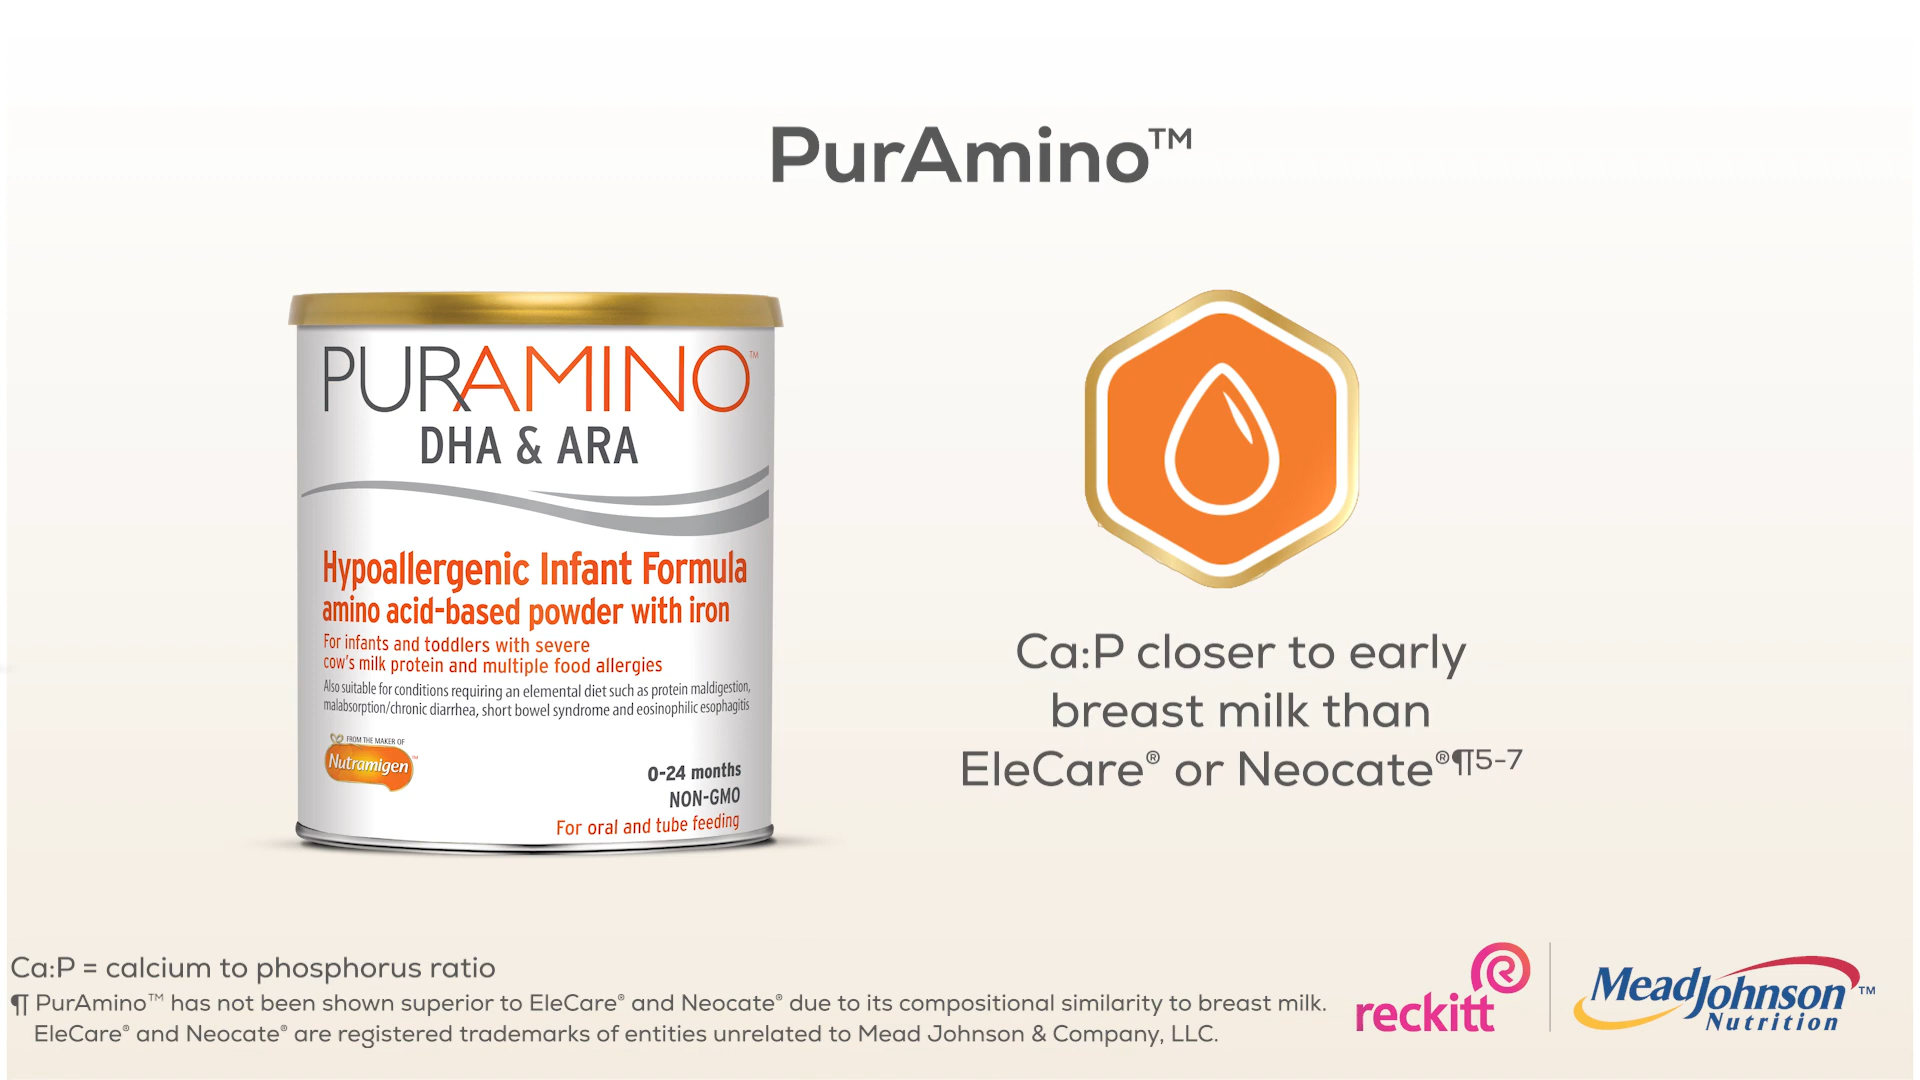 PurAmino™
PURAMINO™
DHA & ARA
Hypoallergenic Infant Formula
amino acid-based powder with iron
For infants and toddlers with severe
cow's milk protein and multiple food allergies
Also suitable for conditions requiring an elemental diet such as protein maldigestion,
malabsorption/chronic diarrhea, short bowel syndrome and eosinophilic esophagitis
FROM THE MAKER OF
Nutramigen™
0-24 months
NON-GMO
For oral and tube feeding
Ca:P closer to early
breast milk than
EleCare® or Neocate®¶5-7
Ca:P = calcium to phosphorus ratio
¶ PurAmino™ has not been shown superior to EleCare® and Neocate® due to its compositional similarity to breast milk.
EleCare® and Neocate® are registered trademarks of entities unrelated to Mead Johnson & Company, LLC.
reckitt
MeadJohnson™
Nutrition